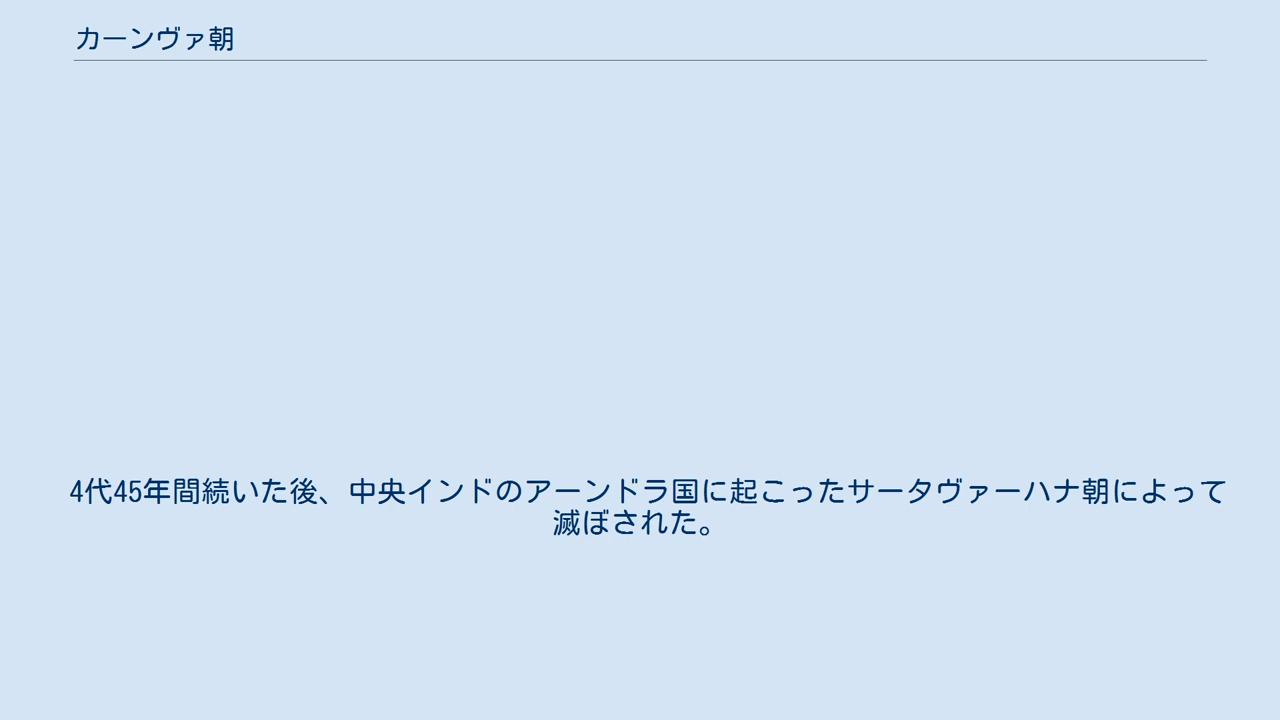 カーンヴァ朝
4代45年間続いた後、中央インドのアーンドラ国に起こったサータヴァーハナ朝によって
滅ぼされた。